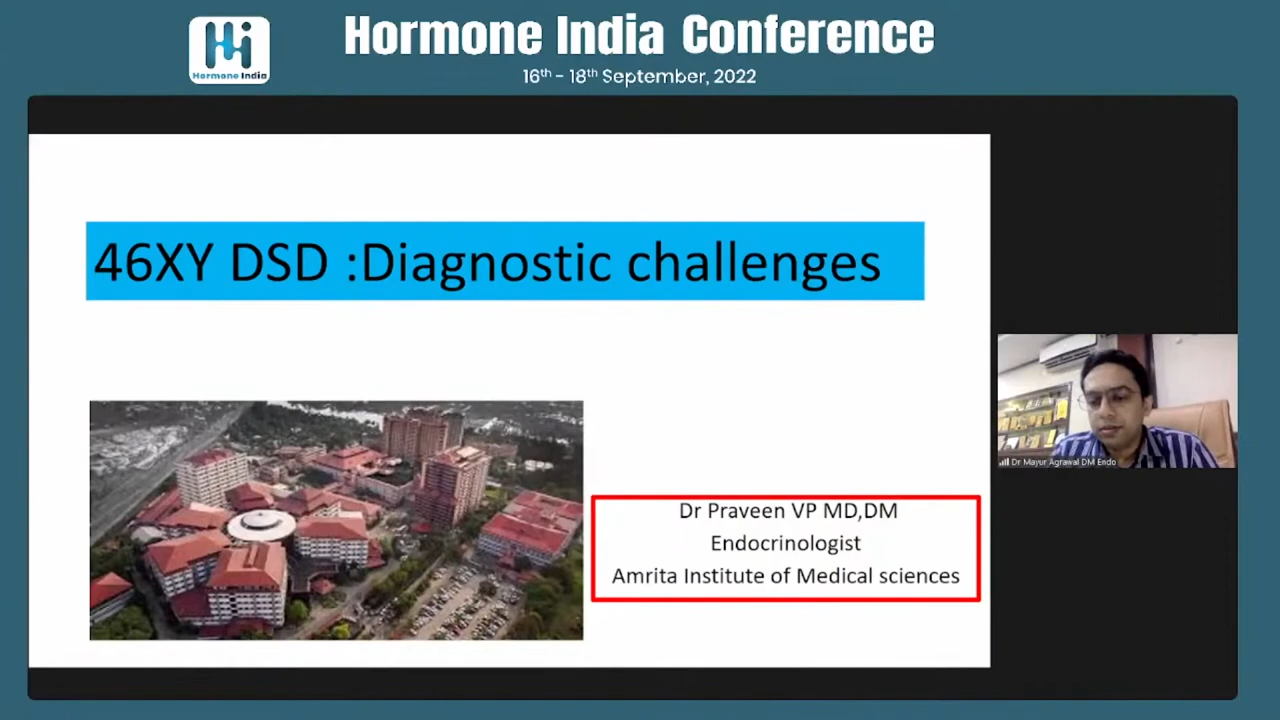 Hormone India Conference
16th - 18th September, 2022
Hormone India
46XY DSD :Diagnostic challenges
Dr Praveen VP MD,DM
Endocrinologist
Amrita Institute of Medical sciences
Dr Mayur Agrawal DM Endo